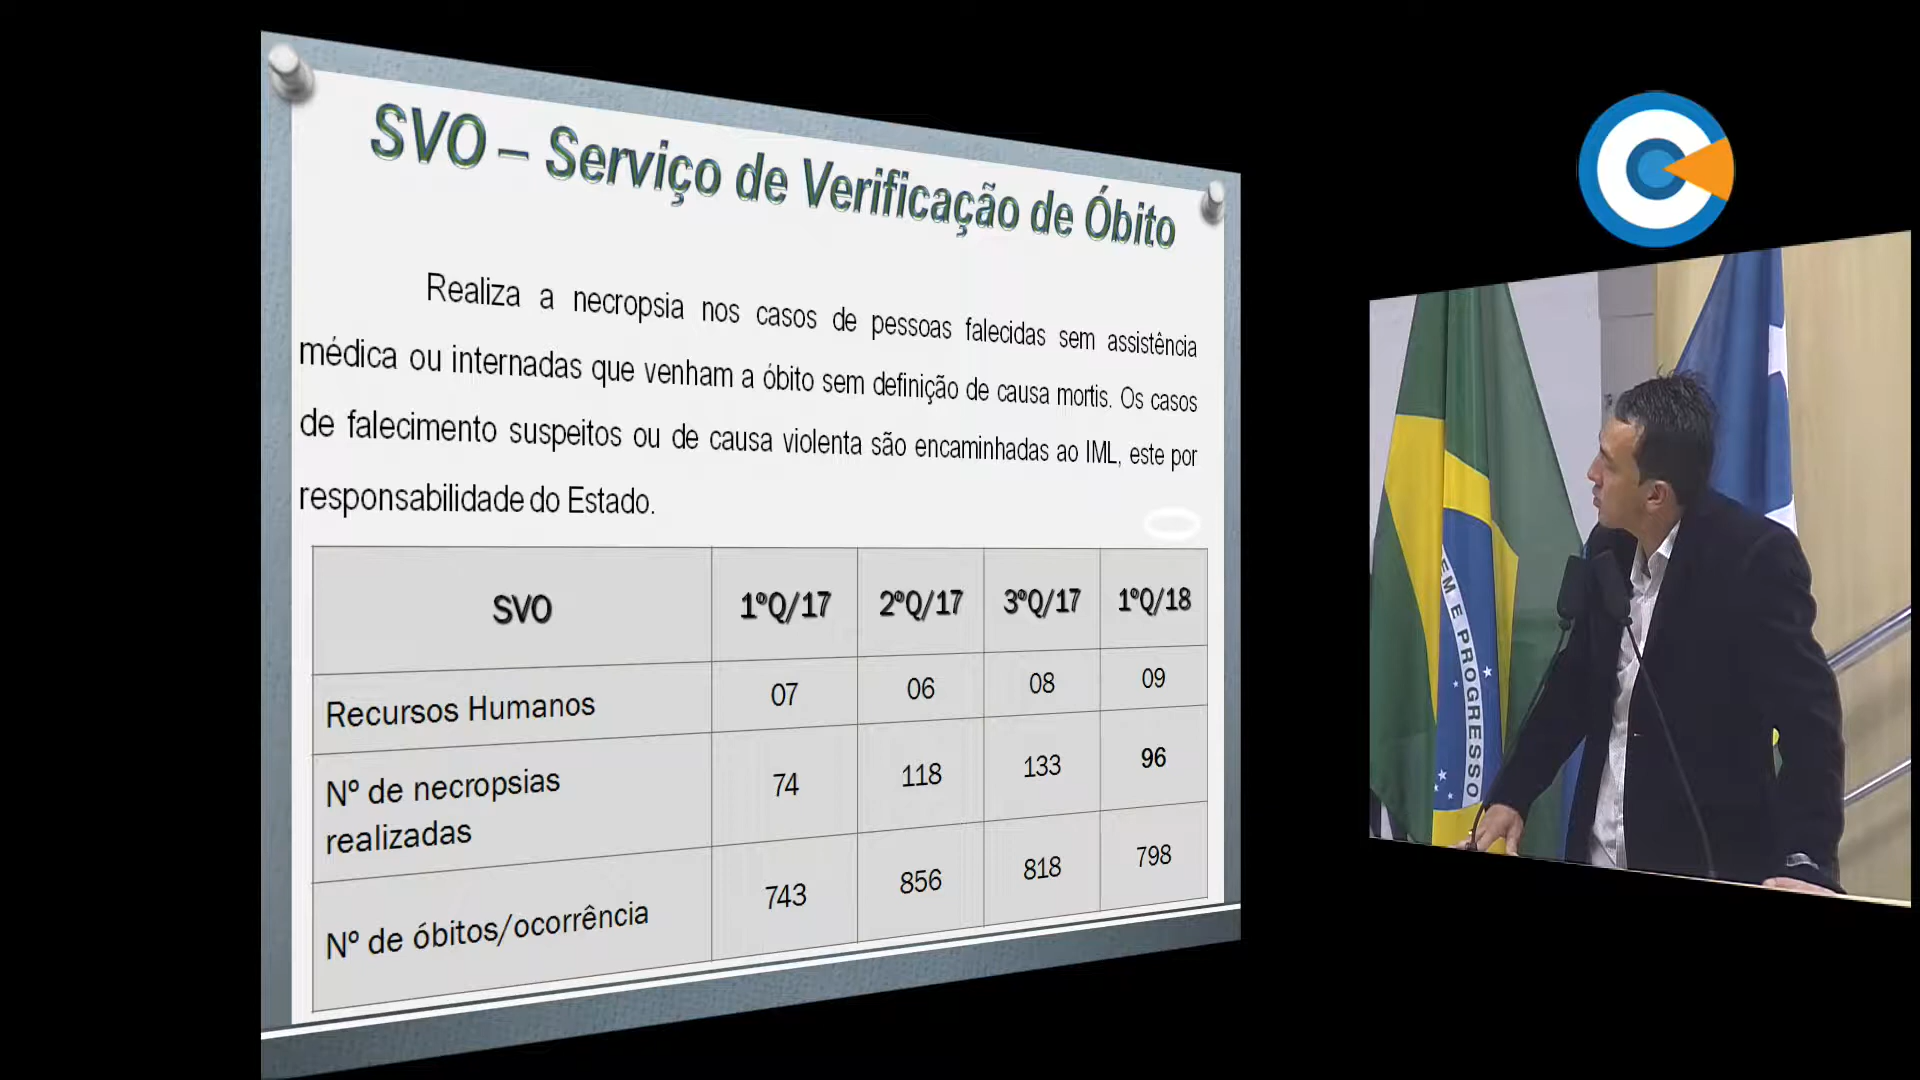 SVO – Serviço de Verificação de Óbito
Realiza a necropsia nos casos de pessoas falecidas sem assistência
médica ou internadas que venham a óbito sem definição de causa mortis. Os casos
de falecimento suspeitos ou de causa violenta são encaminhadas ao IML, este por
responsabilidade do Estado.
SVO 1ºQ/17 2ºQ/17 3ºQ/17 1ºQ/18
Recursos Humanos 07 06 08 09
Nº de necropsias
realizadas 74 118 133 96
Nº de óbitos/ocorrência 743 856 818 798
EM E PROGRESSO